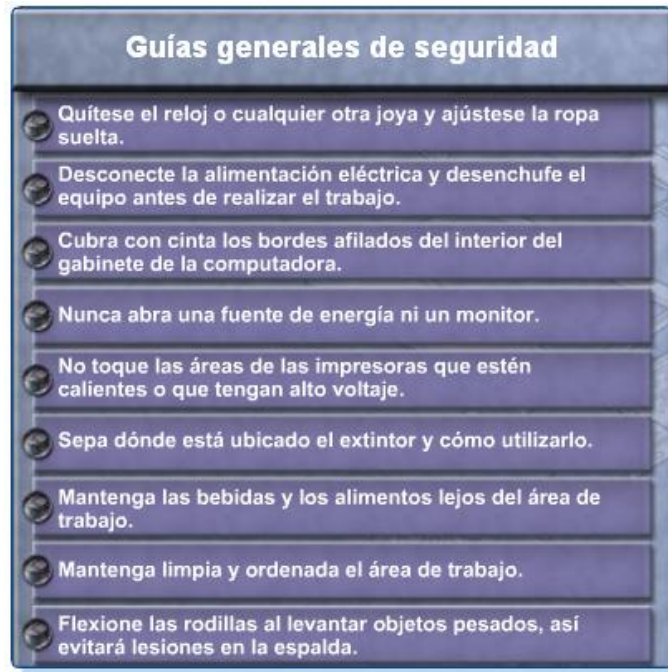 Guías generales de seguridad
Quítese el reloj o cualquier otra joya y ajústese la ropa
suelta.
Desconecte la alimentación eléctrica y desenchufe el
equipo antes de realizar el trabajo.
Cubra con cinta los bordes afilados del interior del
gabinete de la computadora.
Nunca abra una fuente de energía ni un monitor.
No toque las áreas de las impresoras que estén
calientes o que tengan alto voltaje.
Sepa dónde está ubicado el extintor y cómo utilizarlo.
Mantenga las bebidas y los alimentos lejos del área de
trabajo.
Mantenga limpia y ordenada el área de trabajo.
Flexione las rodillas al levantar objetos pesados, así
evitará lesiones en la espalda.